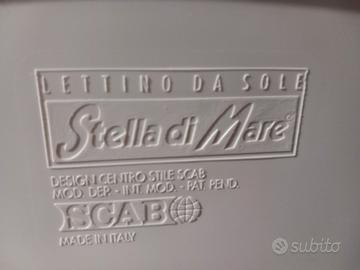 LETTINO DA SOLE
Stella di Mare®
DESIGN CENTRO STILE SCAB
MOD. DEP. - INT. MOD. - PAT. PEND.
SCAB
MADE IN ITALY
subito